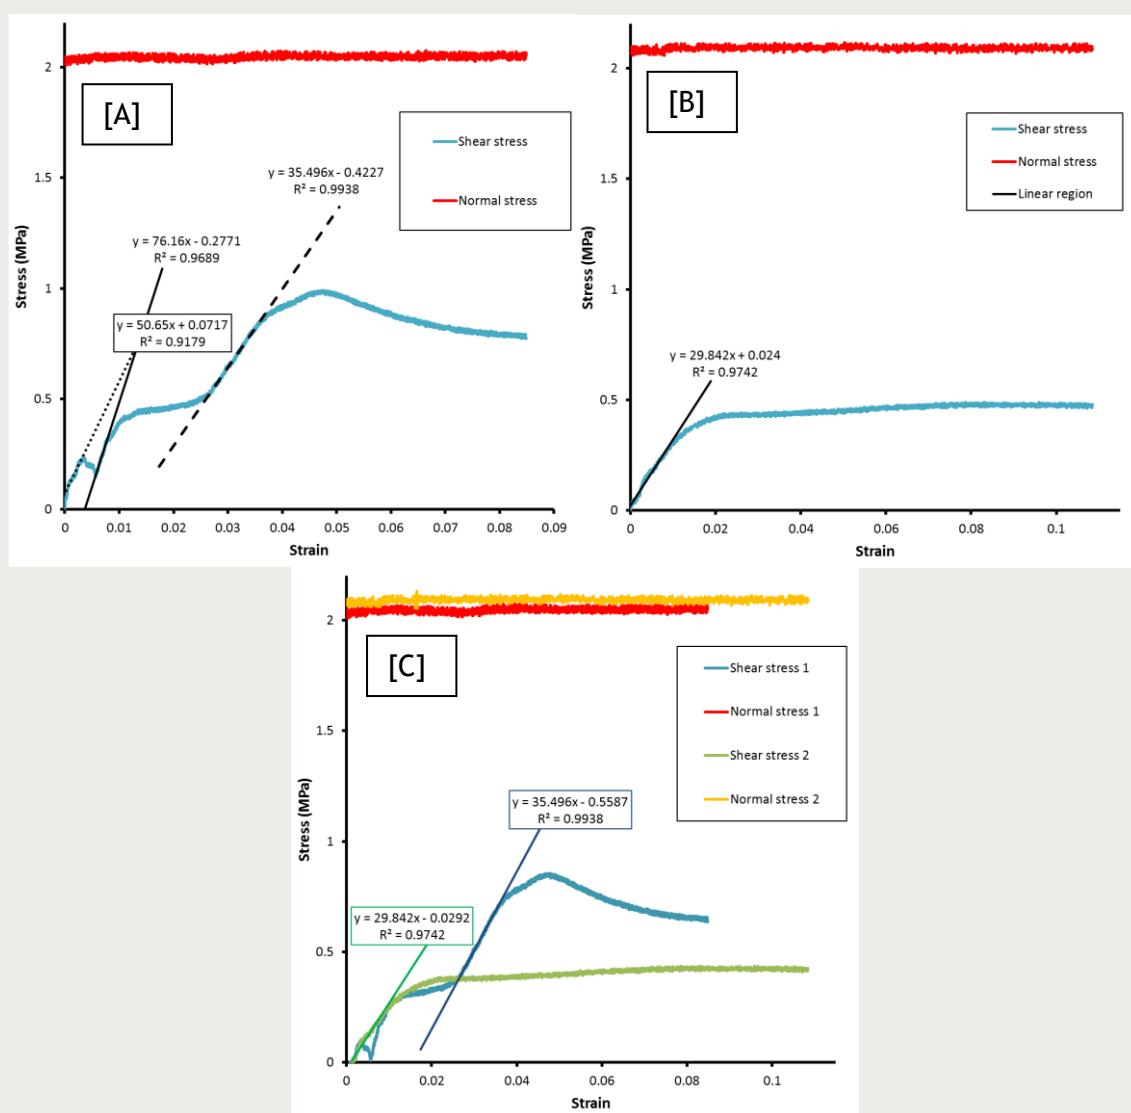 [A]
Stress (MPa)
2
1.5
1
0.5
0
0 0.01 0.02 0.03 0.04 0.05 0.06 0.07 0.08 0.09
Strain
Shear stress
Normal stress
y = 35.496x - 0.4227
R² = 0.9938
y = 76.16x - 0.2771
R² = 0.9689
y = 50.65x + 0.0717
R² = 0.9179
[B]
Stress (MPa)
2
1.5
1
0.5
0
0 0.02 0.04 0.06 0.08 0.1
Strain
Shear stress
Normal stress
Linear region
y = 29.842x + 0.024
R² = 0.9742
[C]
Stress (MPa)
2
1.5
1
0.5
0
0 0.02 0.04 0.06 0.08 0.1
Strain
Shear stress 1
Normal stress 1
Shear stress 2
Normal stress 2
y = 35.496x - 0.5587
R² = 0.9938
y = 29.842x - 0.0292
R² = 0.9742